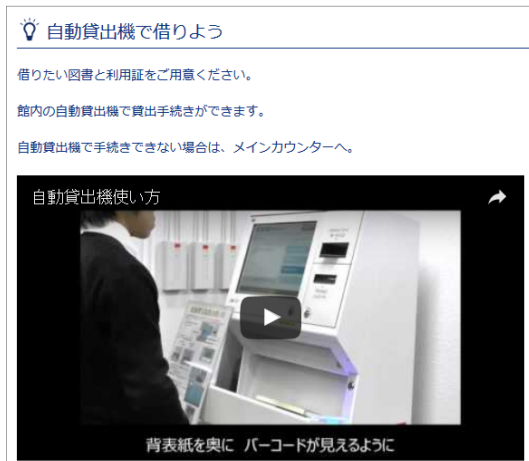 自動貸出機で借りよう
借りたい図書と利用証をご用意ください。
館内の自動貸出機で貸出手続きができます。
自動貸出機で手続きできない場合は、メインカウンターへ。
自動貸出機使い方
背表紙を奥に バーコードが見えるように